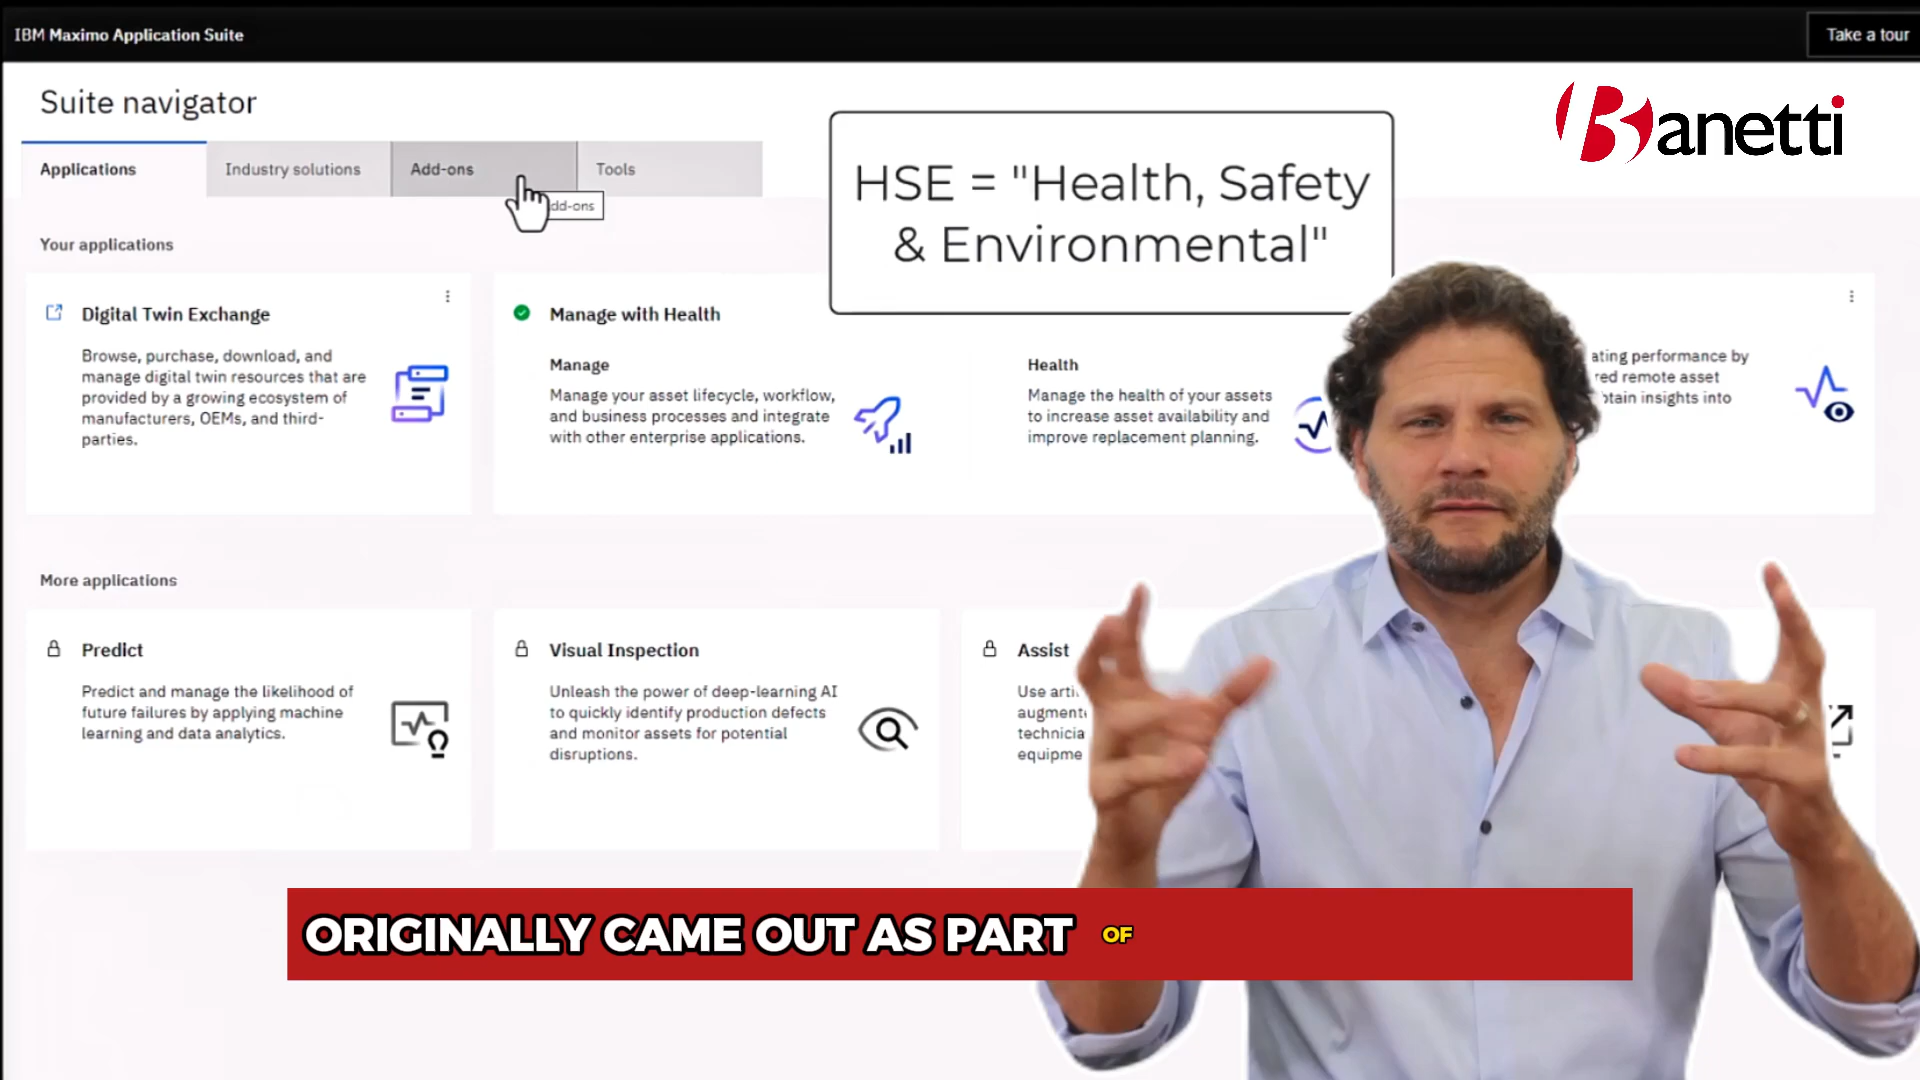 IBM Maximo Application Suite
Take a tour
Suite navigator
Banetti
HSE = "Health, Safety
& Environmental"
Applications
Industry solutions
Add-ons
Tools
dd-ons
Your applications
Digital Twin Exchange
Browse, purchase, download, and
manage digital twin resources that are
provided by a growing ecosystem of
manufacturers, OEMs, and third-
parties.
Manage with Health
Manage
Manage your asset lifecycle, workflow,
and business processes and integrate
with other enterprise applications.
Health
Manage the health of your assets
to increase asset availability and
improve replacement planning.
ating performance by
red remote asset
btain insights into
More applications
Predict
Predict and manage the likelihood of
future failures by applying machine
learning and data analytics.
Visual Inspection
Unleash the power of deep-learning AI
to quickly identify production defects
and monitor assets for potential
disruptions.
Assist
Use arti
augment
technicia
equipme
ORIGINALLY CAME OUT AS PART OF